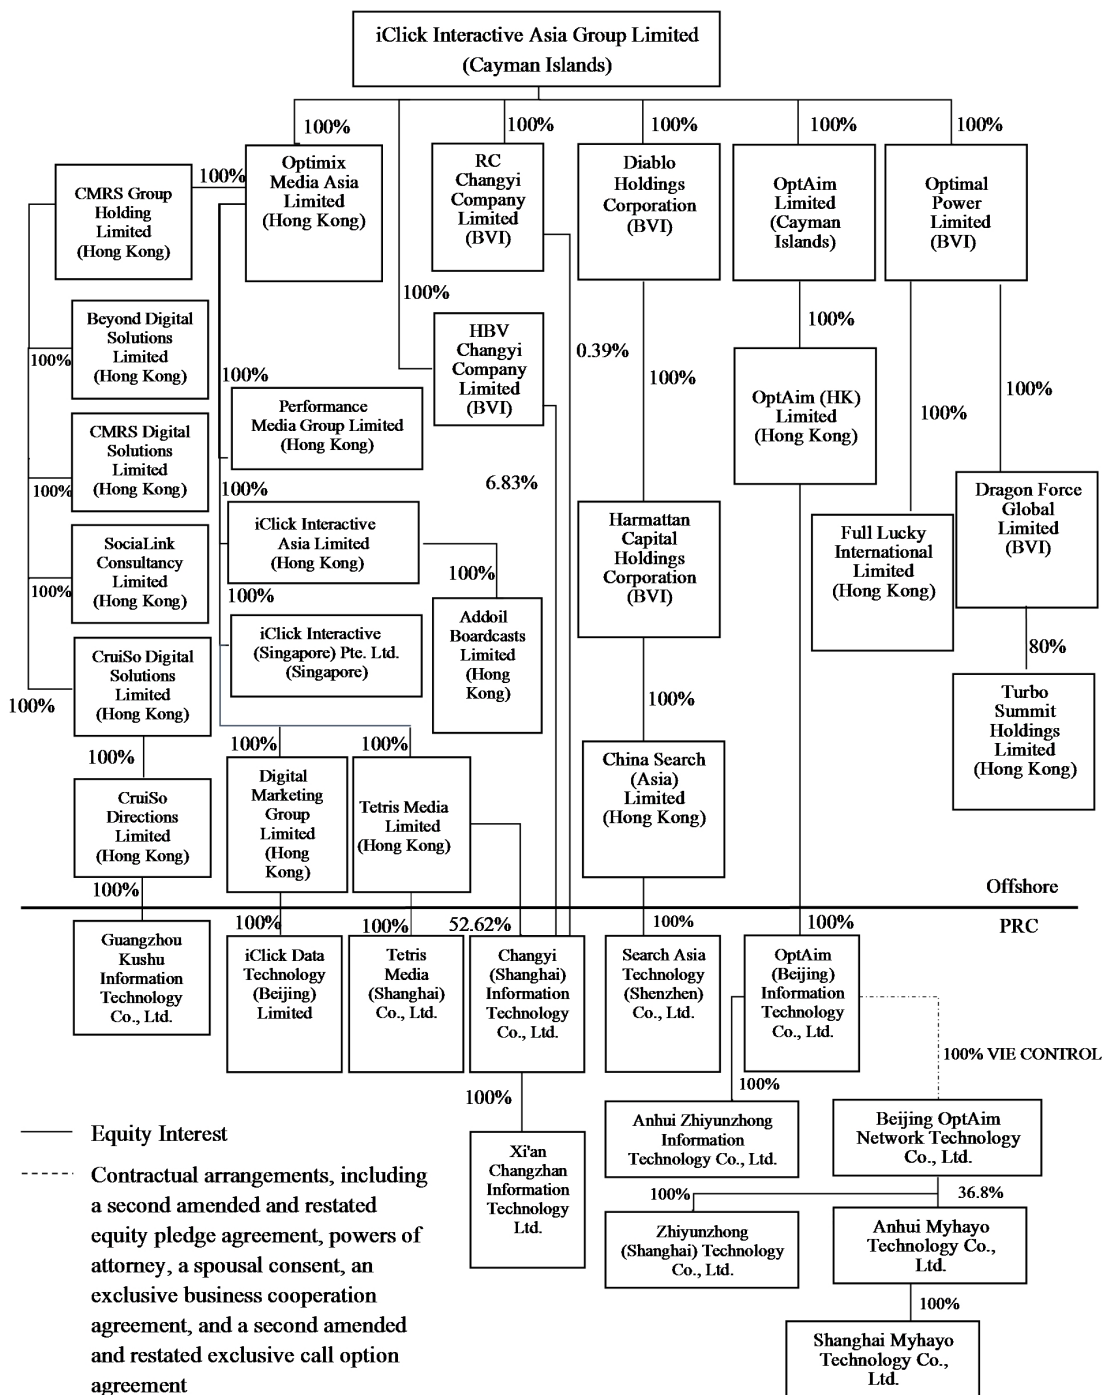 iClick Interactive Asia Group Limited
(Cayman Islands)
100%
100%
100%
100%
100%
CMRS Group
Holding
Limited
(Hong Kong)
100%
Optimix
Media Asia
Limited
(Hong Kong)
RC
Changyi
Company
Limited
(BVI)
Diablo
Holdings
Corporation
(BVI)
OptAim
Limited
(Cayman
Islands)
Optimal
Power
Limited
(BVI)
100%
HBV
Changyi
Company
Limited
(BVI)
0.39%
100%
100%
100%
100%
Beyond Digital
Solutions
Limited
(Hong Kong)
100%
100%
Performance
Media Group Limited
(Hong Kong)
OptAim (HK)
Limited
(Hong Kong)
CMRS Digital
Solutions
Limited
(Hong Kong)
100%
100%
6.83%
iClick Interactive
Asia Limited
(Hong Kong)
100%
Harmattan
Capital
Holdings
Corporation
(BVI)
Full Lucky
International
Limited
(Hong Kong)
Dragon Force
Global
Limited
(BVI)
SociaLink
Consultancy
Limited
(Hong Kong)
100%
100%
iClick Interactive
(Singapore) Pte. Ltd.
(Singapore)
Addoil
Boardcasts
Limited
(Hong
Kong)
80%
Turbo
Summit
Holdings
Limited
(Hong Kong)
CruiSo Digital
Solutions
Limited
(Hong Kong)
100%
100%
100%
100%
100%
CruiSo
Directions
Limited
(Hong Kong)
Digital
Marketing
Group
Limited
(Hong
Kong)
Tetris Media
Limited
(Hong Kong)
China Search
(Asia)
Limited
(Hong Kong)
Offshore
PRC
100%
100%
100%
52.62%
100%
100%
Guangzhou
Kushu
Information
Technology
Co., Ltd.
iClick Data
Technology
(Beijing)
Limited
Tetris
Media
(Shanghai)
Co., Ltd.
Changyi
(Shanghai)
Information
Technology
Co., Ltd.
Search Asia
Technology
(Shenzhen)
Co., Ltd.
OptAim
(Beijing)
Information
Technology
Co., Ltd.
100% VIE CONTROL
100%
100%
Xi'an
Changzhan
Information
Technology
Ltd.
Anhui Zhiyunzhong
Information
Technology Co., Ltd.
Beijing OptAim
Network Technology
Co., Ltd.
100%
36.8%
Zhiyunzhong
(Shanghai) Technology
Co., Ltd.
Anhui Myhayo
Technology Co.,
Ltd.
100%
Shanghai Myhayo
Technology Co.,
Ltd.
Equity Interest
Contractual arrangements, including
a second amended and restated
equity pledge agreement, powers of
attorney, a spousal consent, an
exclusive business cooperation
agreement, and a second amended
and restated exclusive call option
agreement